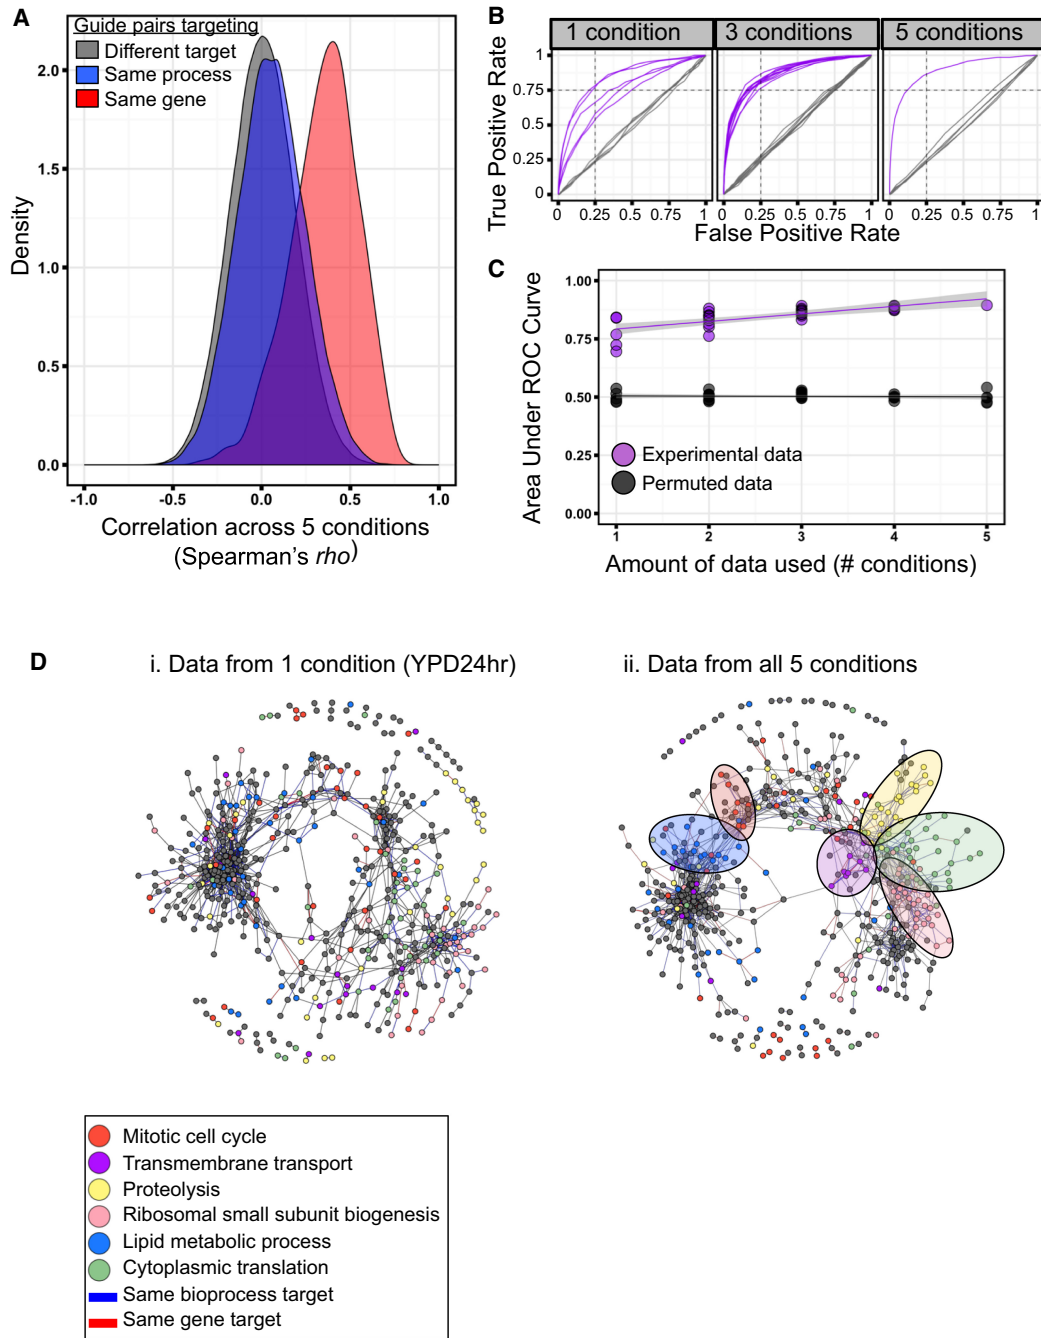 A
Guide pairs targeting
Different target
Same process
Same gene
2.0
1.5
1.0
0.5
0.0
Density
-1.0 -0.5 0.0 0.5 1.0
Correlation across 5 conditions
(Spearman's rho)
B
1 condition 3 conditions 5 conditions
1
0.75
0.5
0.25
0
True Positive Rate
0 0.25 0.5 0.75 1 0 0.25 0.5 0.75 1 0 0.25 0.5 0.75 1
False Positive Rate
C
1.00
0.75
0.50
0.25
0.00
Area Under ROC Curve
Experimental data
Permuted data
1 2 3 4 5
Amount of data used (# conditions)
D
i. Data from 1 condition (YPD24hr)
ii. Data from all 5 conditions
Mitotic cell cycle
Transmembrane transport
Proteolysis
Ribosomal small subunit biogenesis
Lipid metabolic process
Cytoplasmic translation
Same bioprocess target
Same gene target